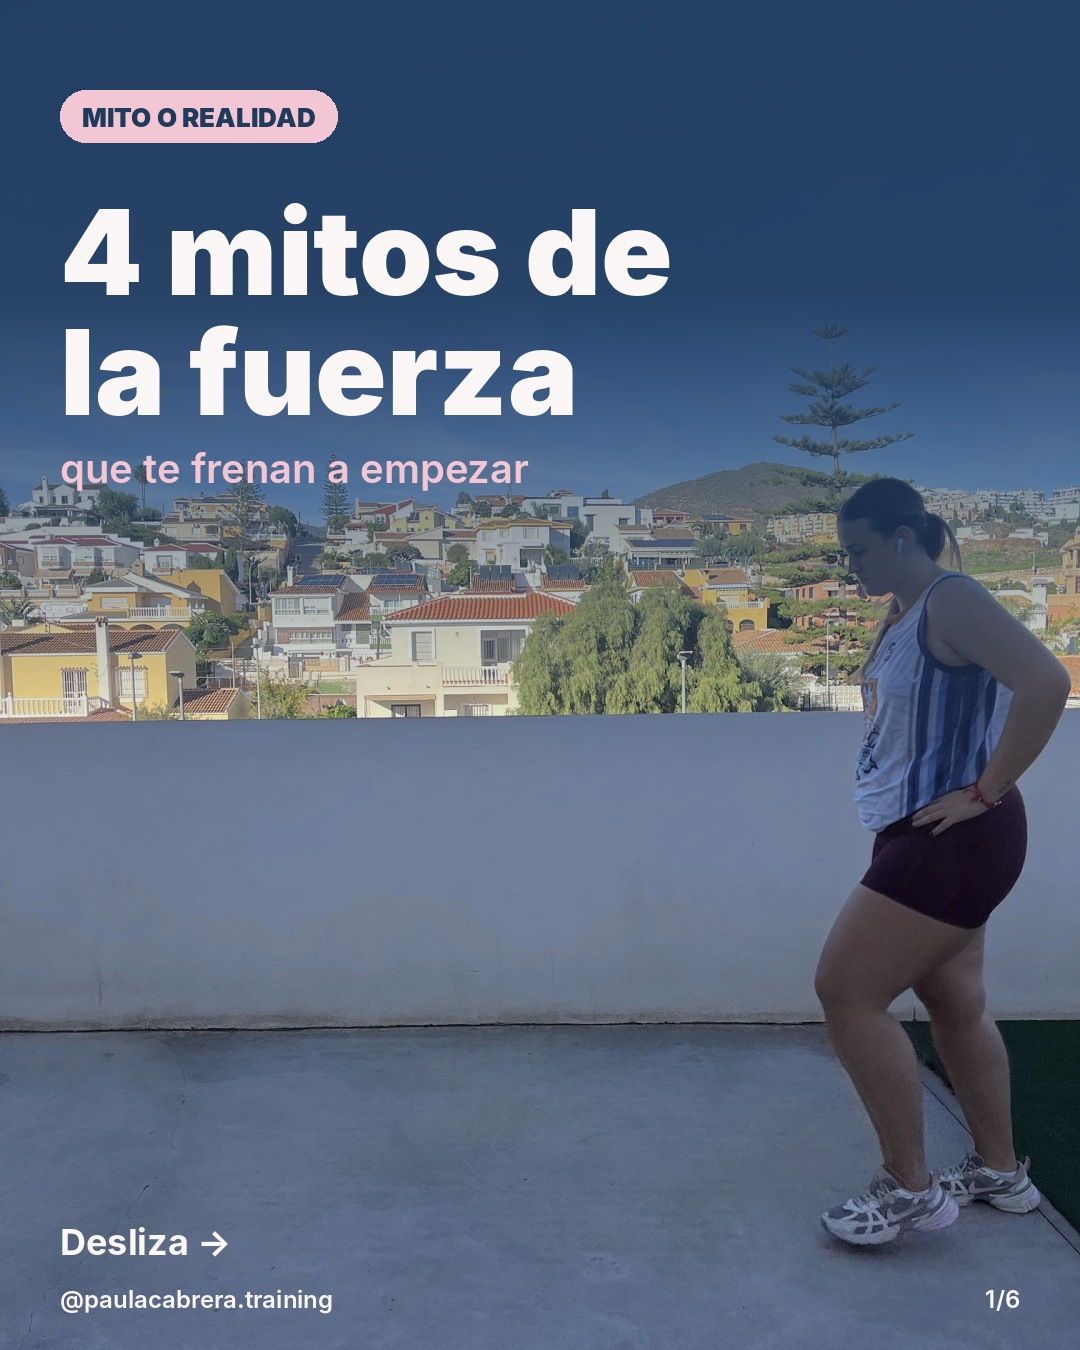 MITO O REALIDAD
4 mitos de
la fuerza
que te frenan a empezar
Desliza →
@paulacabrera.training
1/6